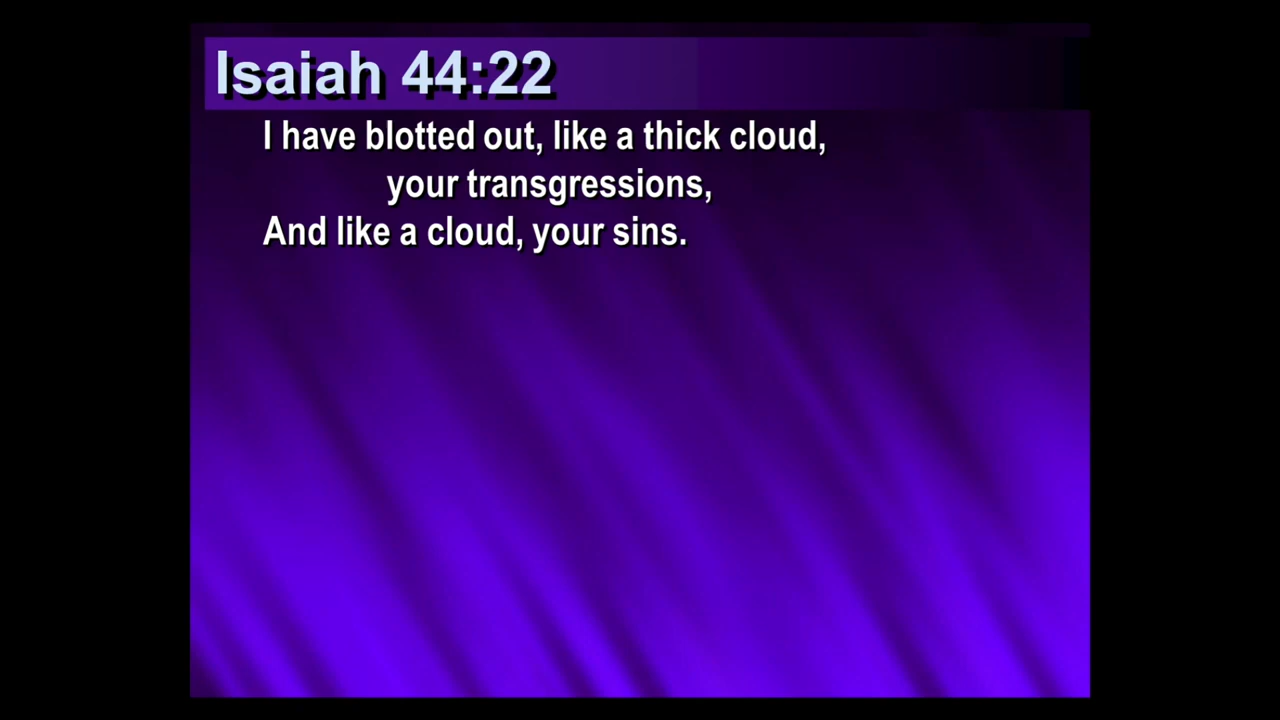 Isaiah 44:22
I have blotted out, like a thick cloud,
your transgressions,
And like a cloud, your sins.